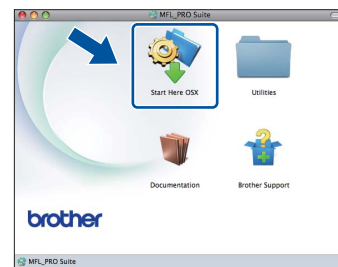 MFL_PRO Suite
Start Here OSX
Utilities
Documentation
Brother Support
brother
MFL_PRO Suite